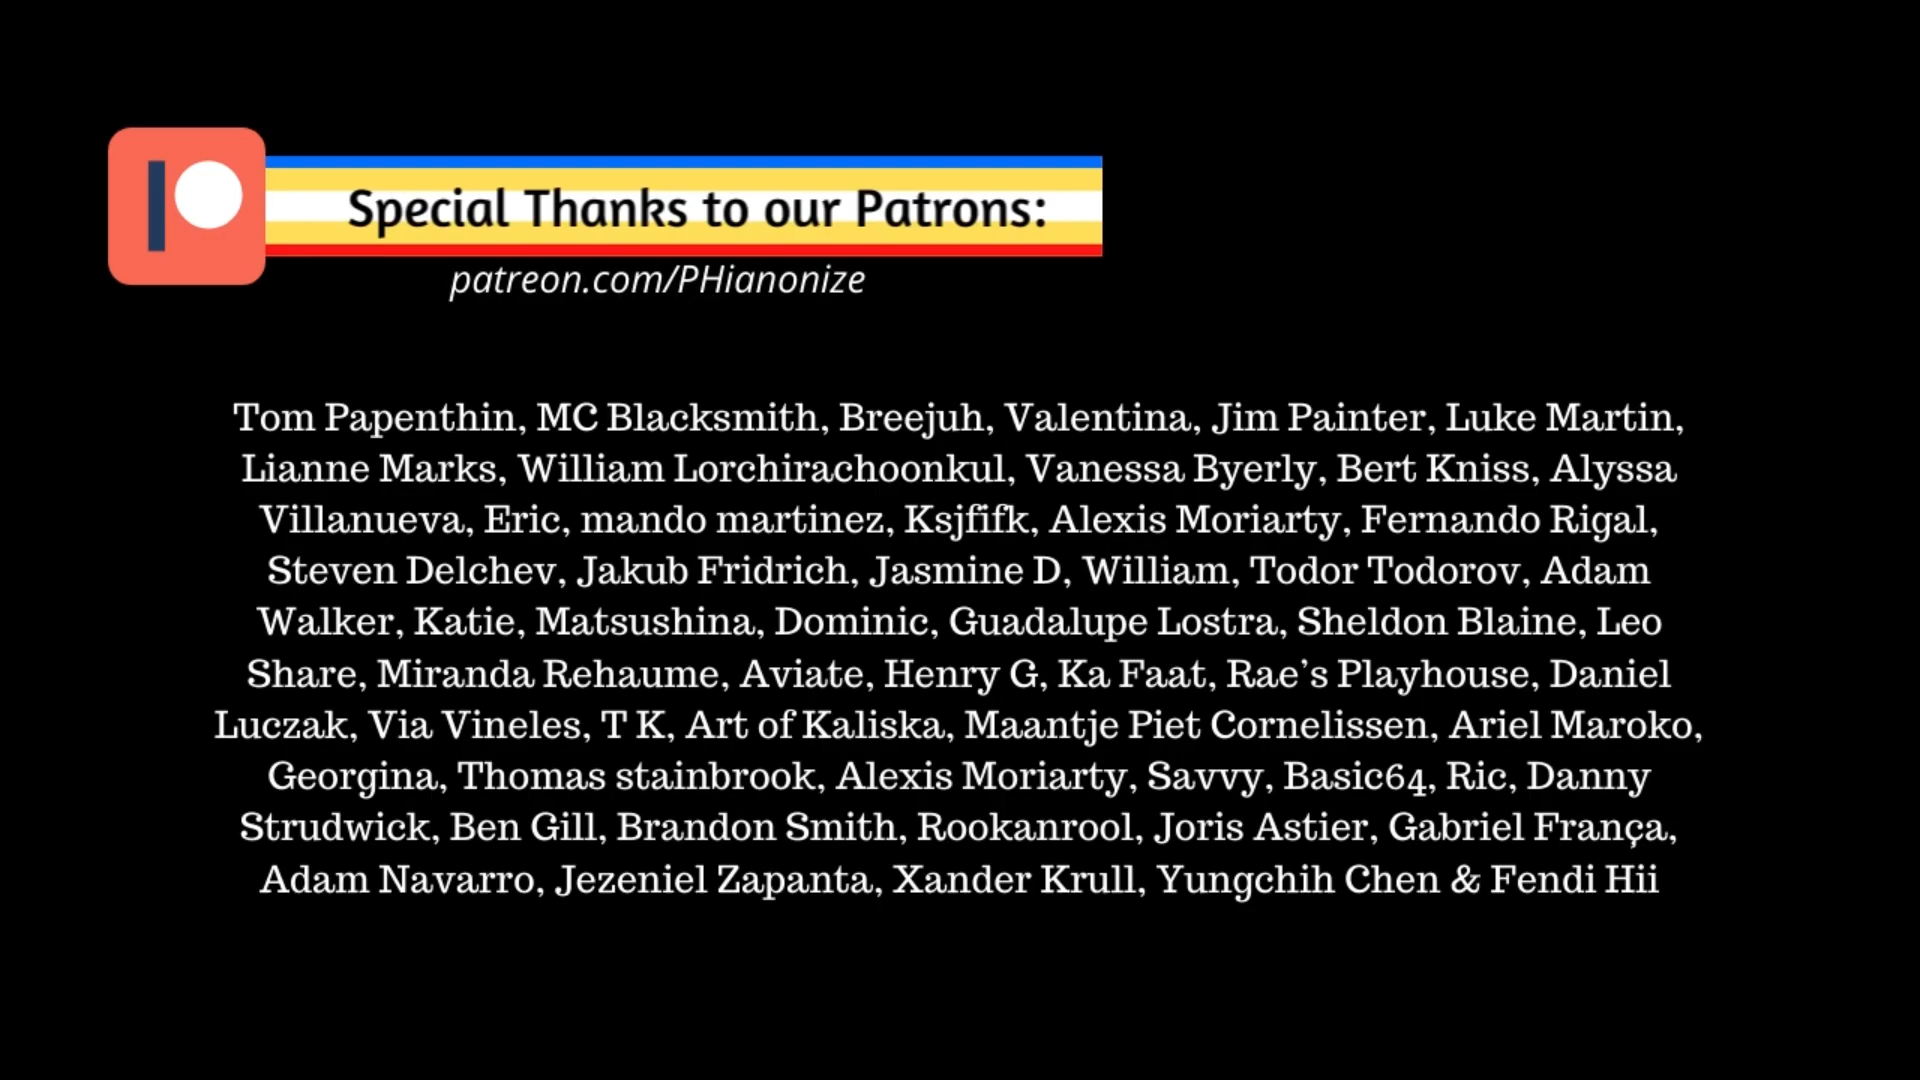 Special Thanks to our Patrons:
patreon.com/PHianonize
Tom Papenthin, MC Blacksmith, Breejuh, Valentina, Jim Painter, Luke Martin,
Lianne Marks, William Lorchirachoonkul, Vanessa Byerly, Bert Kniss, Alyssa
Villanueva, Eric, mando martinez, Ksjfifk, Alexis Moriarty, Fernando Rigal,
Steven Delchev, Jakub Fridrich, Jasmine D, William, Todor Todorov, Adam
Walker, Katie, Matsushina, Dominic, Guadalupe Lostra, Sheldon Blaine, Leo
Share, Miranda Rehaume, Aviate, Henry G, Ka Faat, Rae’s Playhouse, Daniel
Luczak, Via Vineles, T K, Art of Kaliska, Maantje Piet Cornelissen, Ariel Maroko,
Georgina, Thomas stainbrook, Alexis Moriarty, Savvy, Basic64, Ric, Danny
Strudwick, Ben Gill, Brandon Smith, Rookanrool, Joris Astier, Gabriel França,
Adam Navarro, Jezeniel Zapanta, Xander Krull, Yungchih Chen & Fendi Hii